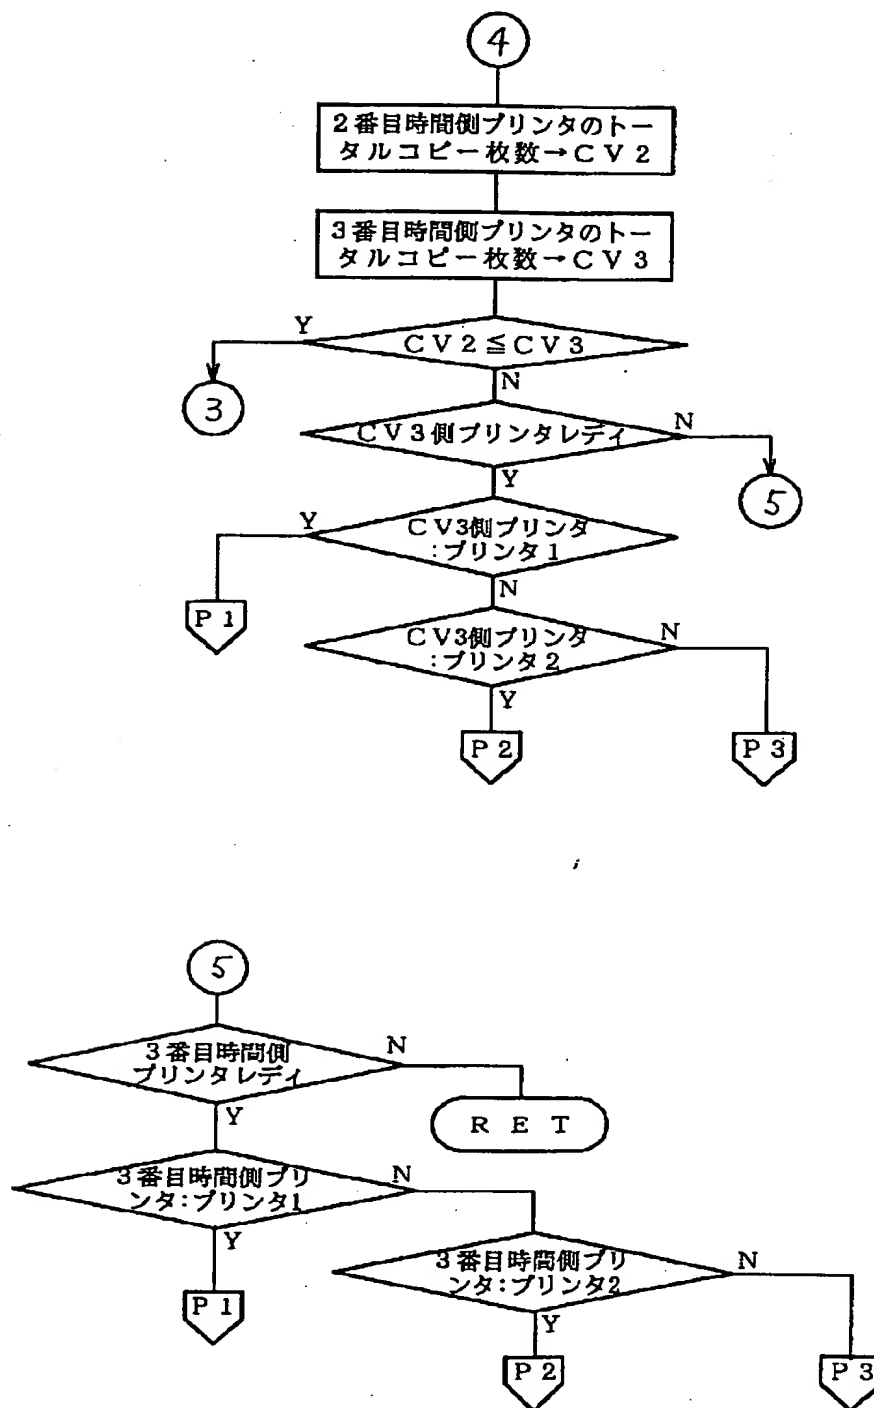 4
2番目時間側プリンタのトー
タルコピー枚数→CV2
3番目時間側プリンタのトー
タルコピー枚数→CV3
Y
CV2≦CV3
N
3
CV3側プリンタレディ
N
Y
5
Y
CV3側プリンタ
:プリンタ1
N
P1
CV3側プリンタ
:プリンタ2
N
Y
P2
P3
5
3番目時間側
プリンタレディ
N
Y
RET
3番目時間側プリ
ンタ:プリンタ1
N
Y
P1
3番目時間側プリ
ンタ:プリンタ2
N
Y
P2
P3